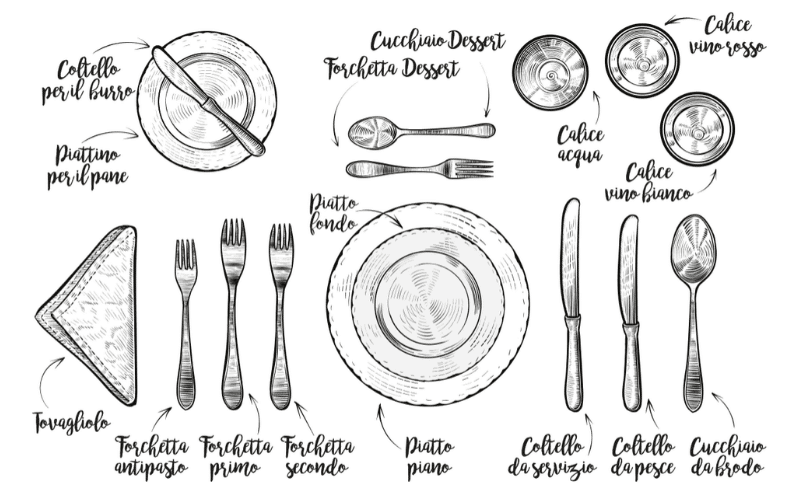 Coltello
per il burro
Cucchiaio Dessert
Forchetta Dessert
Calice
vino rosso
Piattino
per il pane
Calice
acqua
Calice
vino bianco
Piatto
fondo
Tovagliolo
Forchetta
antipasto
Forchetta
primo
Forchetta
secondo
Piatto
piano
Coltello
da servizio
Coltello
da pesce
Cucchiaio
da brodo